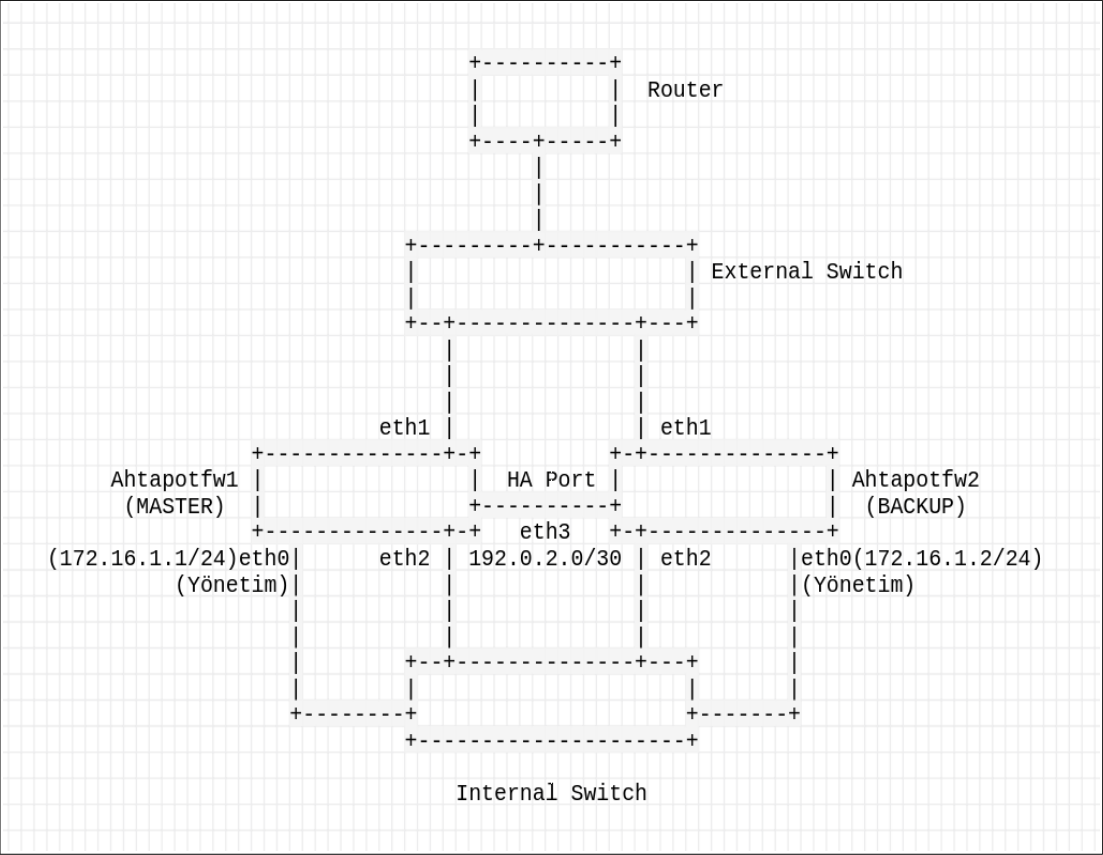 Router
External Switch
eth1
eth1
Ahtapotfw1
HA Port
Ahtapotfw2
(MASTER)
(BACKUP)
eth3
(172.16.1.1/24)eth0
eth2
192.0.2.0/30
eth2
eth0(172.16.1.2/24)
(Yönetim)
(Yönetim)
Internal Switch